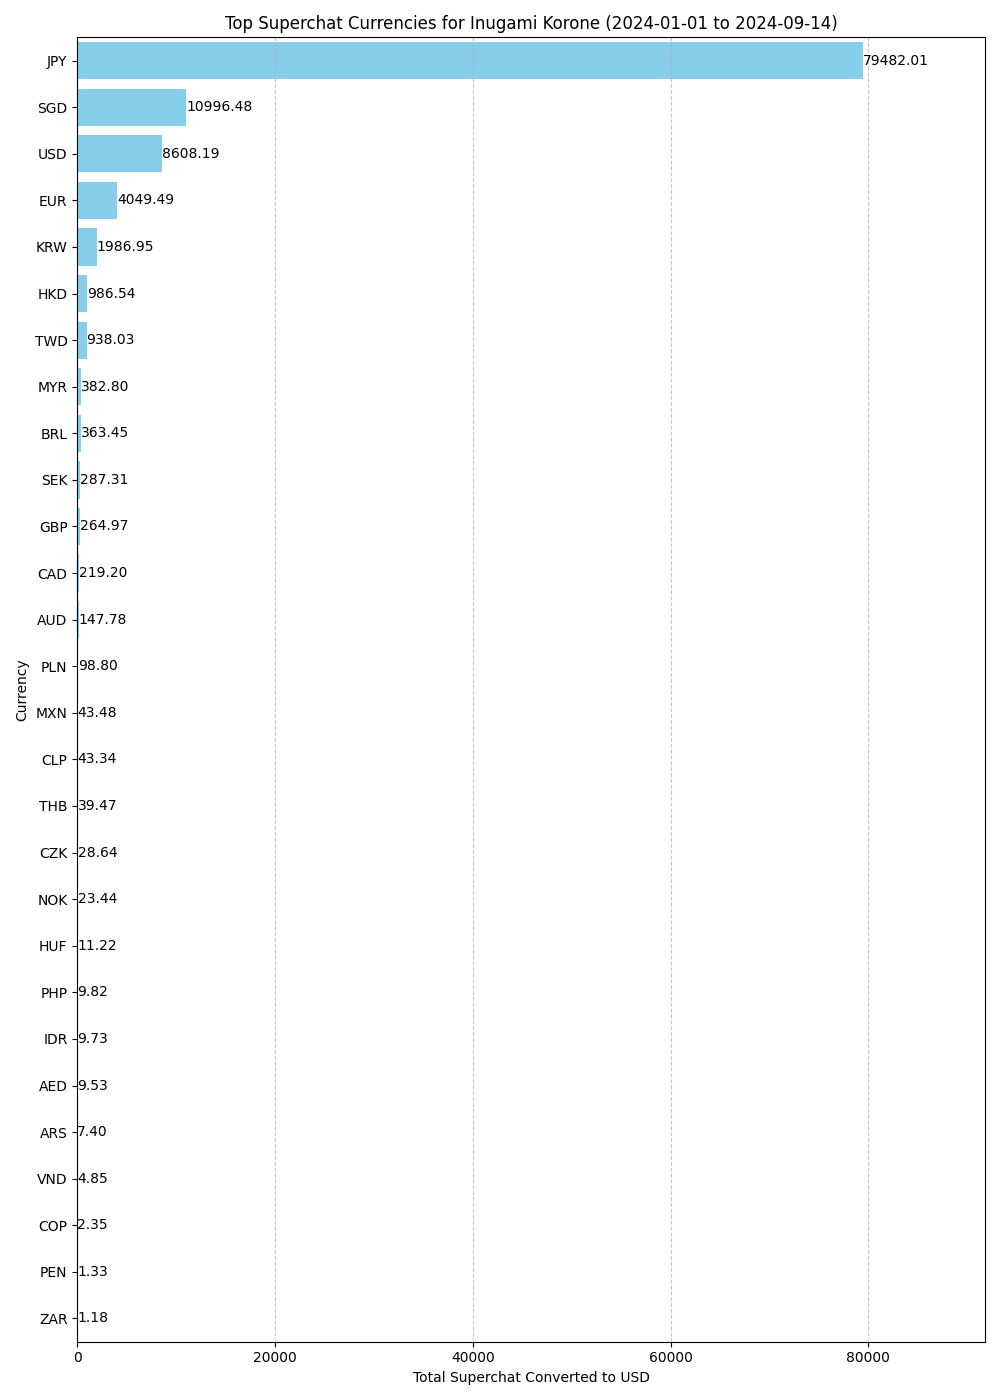 Top Superchat Currencies for Inugami Korone (2024-01-01 to 2024-09-14)
JPY 79482.01
SGD 10996.48
USD 8608.19
EUR 4049.49
KRW 1986.95
HKD 986.54
TWD 938.03
MYR 382.80
BRL 363.45
SEK 287.31
GBP 264.97
CAD 219.20
AUD 147.78
PLN 98.80
Currency
MXN 43.48
CLP 43.34
THB 39.47
CZK 28.64
NOK 23.44
HUF 11.22
PHP 9.82
IDR 9.73
AED 9.53
ARS 7.40
VND 4.85
COP 2.35
PEN 1.33
ZAR 1.18
0 20000 40000 60000 80000
Total Superchat Converted to USD